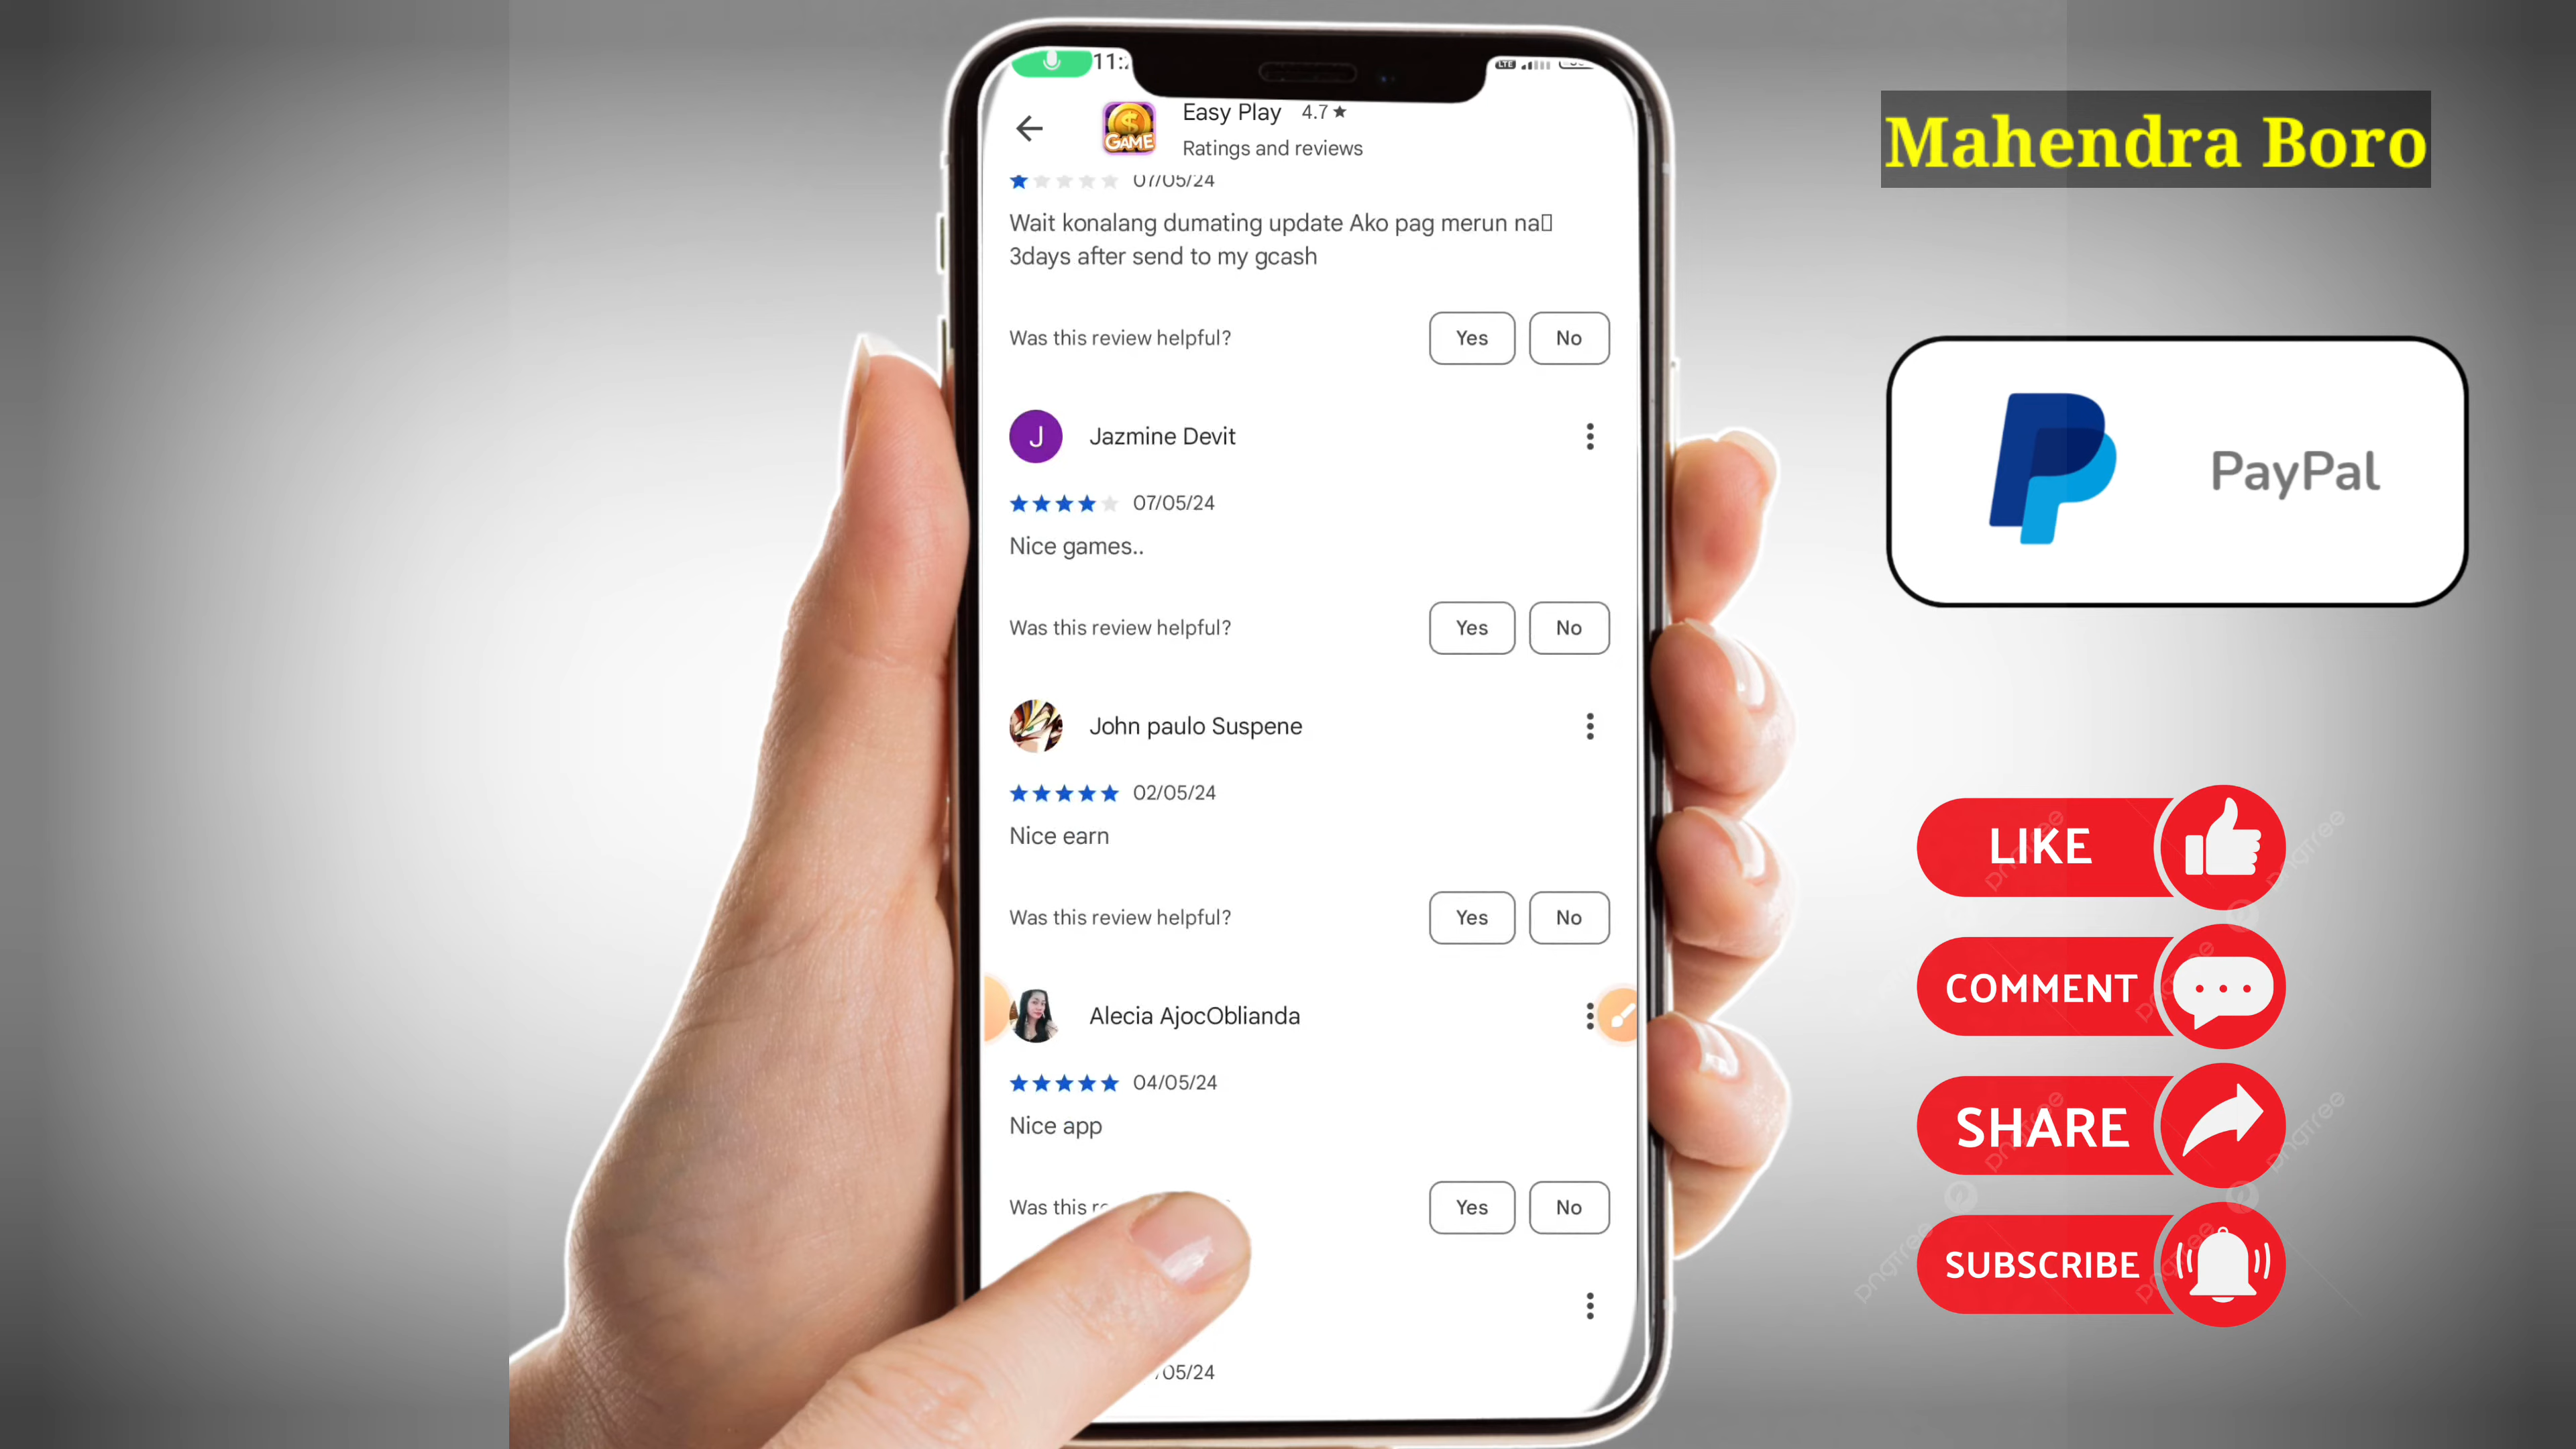 11:
LTE
Easy Play 4.7 ★
Ratings and reviews
GAME
07/05/24
Wait konalang dumating update Ako pag merun na
3days after send to my gcash
Was this review helpful? Yes No
J Jazmine Devit
07/05/24
Nice games..
Was this review helpful? Yes No
John paulo Suspene
02/05/24
Nice earn
Was this review helpful? Yes No
Alecia AjocOblianda
04/05/24
Nice app
Was this Yes No
05/24
Mahendra Boro
PayPal
LIKE
COMMENT
SHARE
SUBSCRIBE
pngtree